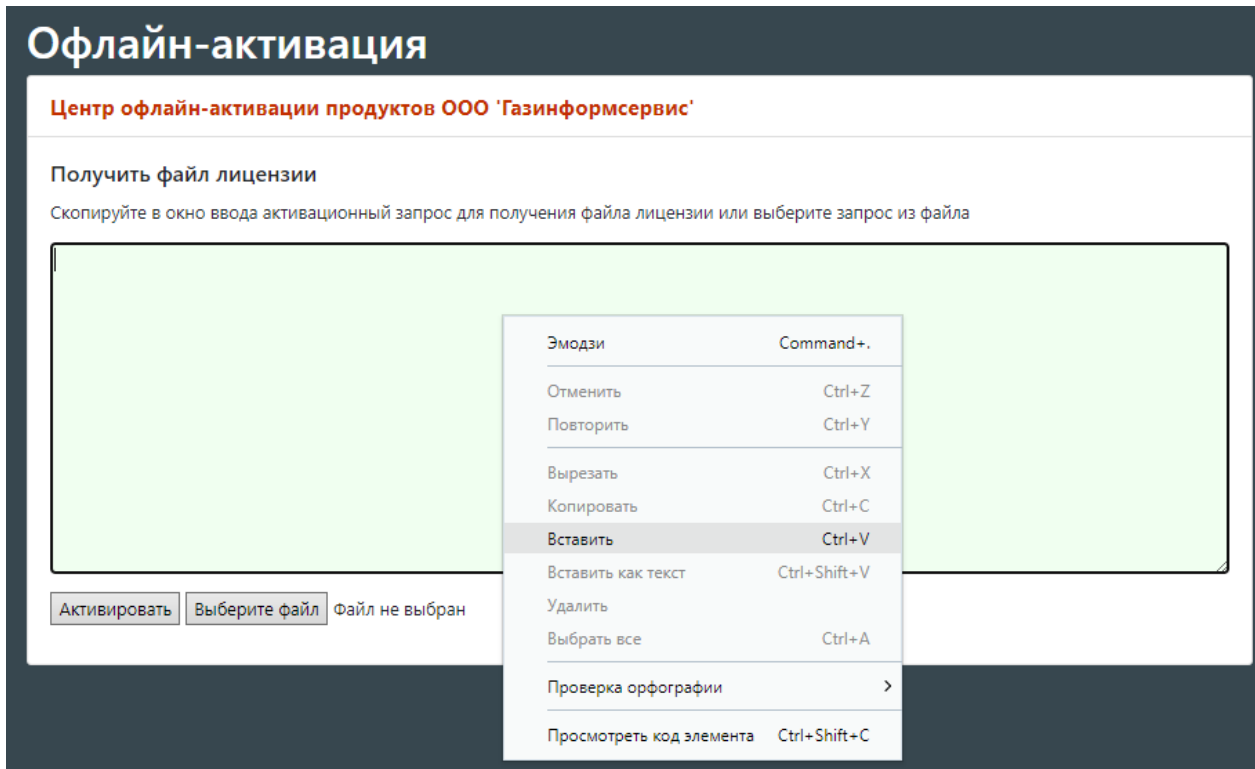 Офлайн-активация
Центр офлайн-активации продуктов ООО 'Газинформсервис'
Получить файл лицензии
Скопируйте в окно ввода активационный запрос для получения файла лицензии или выберите запрос из файла
Эмодзи Command+.
Отменить Ctrl+Z
Повторить Ctrl+Y
Вырезать Ctrl+X
Копировать Ctrl+C
Вставить Ctrl+V
Вставить как текст Ctrl+Shift+V
Удалить
Выбрать все Ctrl+A
Проверка орфографии
Просмотреть код элемента Ctrl+Shift+C
Активировать Выберите файл Файл не выбран